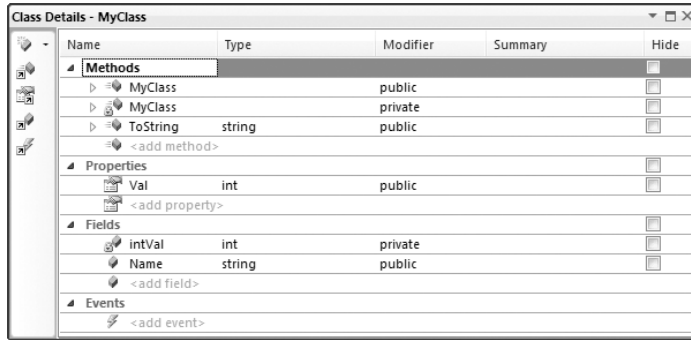 Class Details - MyClass
Name Type Modifier Summary Hide
Methods
MyClass public
MyClass private
ToString string public
<add method>
Properties
Val int public
<add property>
Fields
intVal int private
Name string public
<add field>
Events
<add event>